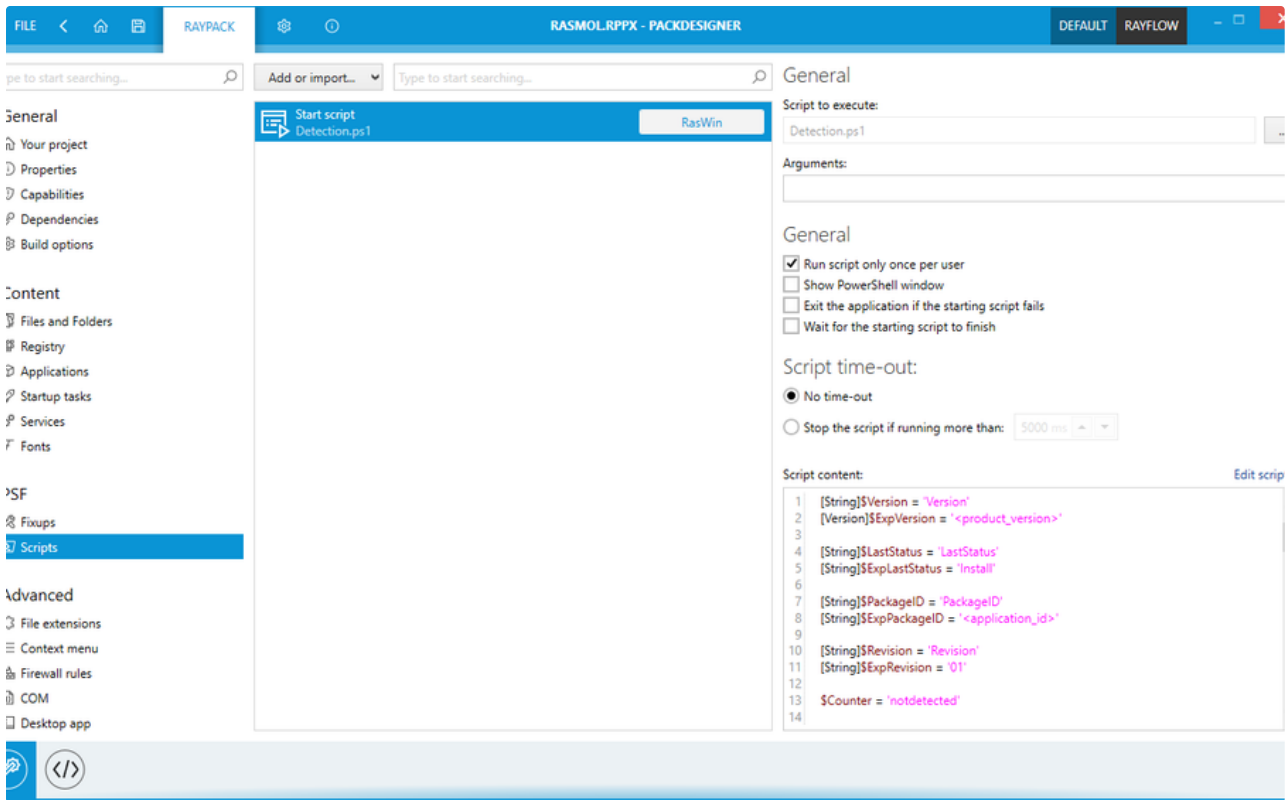 FILE
RAYPACK
RASMOL.RPPX - PACKDESIGNER
DEFAULT
RAYFLOW
pe to start searching...
General
Your project
Properties
Capabilities
Dependencies
Build options
Content
Files and Folders
Registry
Applications
Startup tasks
Services
Fonts
PSF
Fixups
Scripts
Advanced
File extensions
Context menu
Firewall rules
COM
Desktop app
Add or import...
Type to start searching...
Start script
Detection.ps1
RasWin
General
Script to execute:
Detection.ps1
...
Arguments:
General
Run script only once per user
Show PowerShell window
Exit the application if the starting script fails
Wait for the starting script to finish
Script time-out:
No time-out
Stop the script if running more than: 5000 ms
Script content: Edit scrip
1 [String]$Version = 'Version'
2 [Version]$ExpVersion = '<product_version>'
3
4 [String]$LastStatus = 'LastStatus'
5 [String]$ExpLastStatus = 'Install'
6
7 [String]$PackageID = 'PackageID'
8 [String]$ExpPackageID = '<application_id>'
9
10 [String]$Revision = 'Revision'
11 [String]$ExpRevision = '01'
12
13 $Counter = 'notdetected'
14